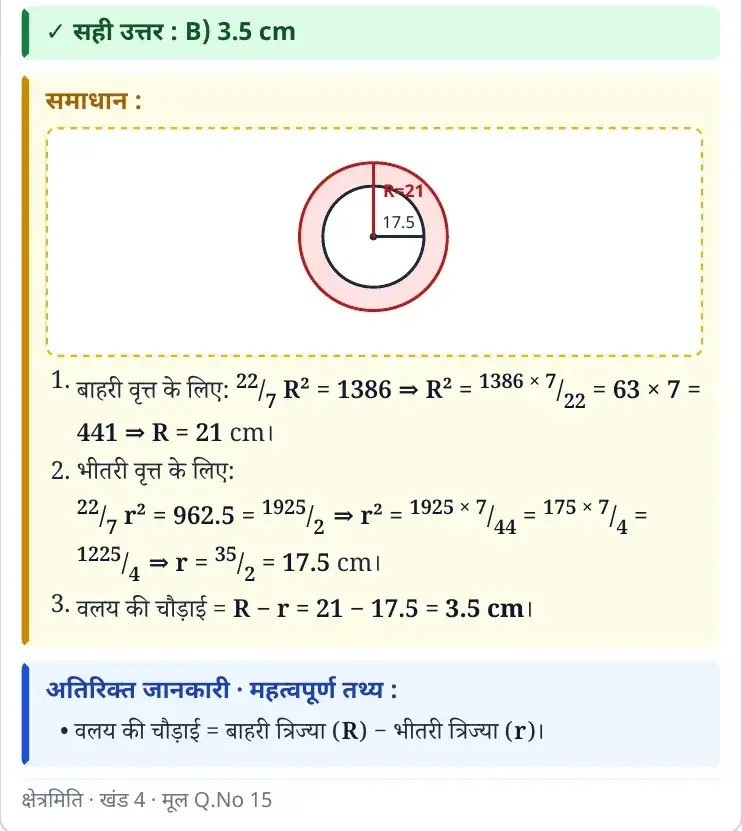 ✓ सही उत्तर : B) 3.5 cm
समाधान :
R=21
17.5
1. बाहरी वृत्त के लिए: 22/7 R² = 1386 ⇒ R² = 1386 × 7/22 = 63 × 7 =
441 ⇒ R = 21 cm।
2. भीतरी वृत्त के लिए:
22/7 r² = 962.5 = 1925/2 ⇒ r² = 1925 × 7/44 = 175 × 7/4 =
1225/4 ⇒ r = 35/2 = 17.5 cm।
3. वलय की चौड़ाई = R − r = 21 − 17.5 = 3.5 cm।
अतिरिक्त जानकारी · महत्वपूर्ण तथ्य :
• वलय की चौड़ाई = बाहरी त्रिज्या (R) − भीतरी त्रिज्या (r)।
क्षेत्रमिति · खंड 4 · मूल Q.No 15